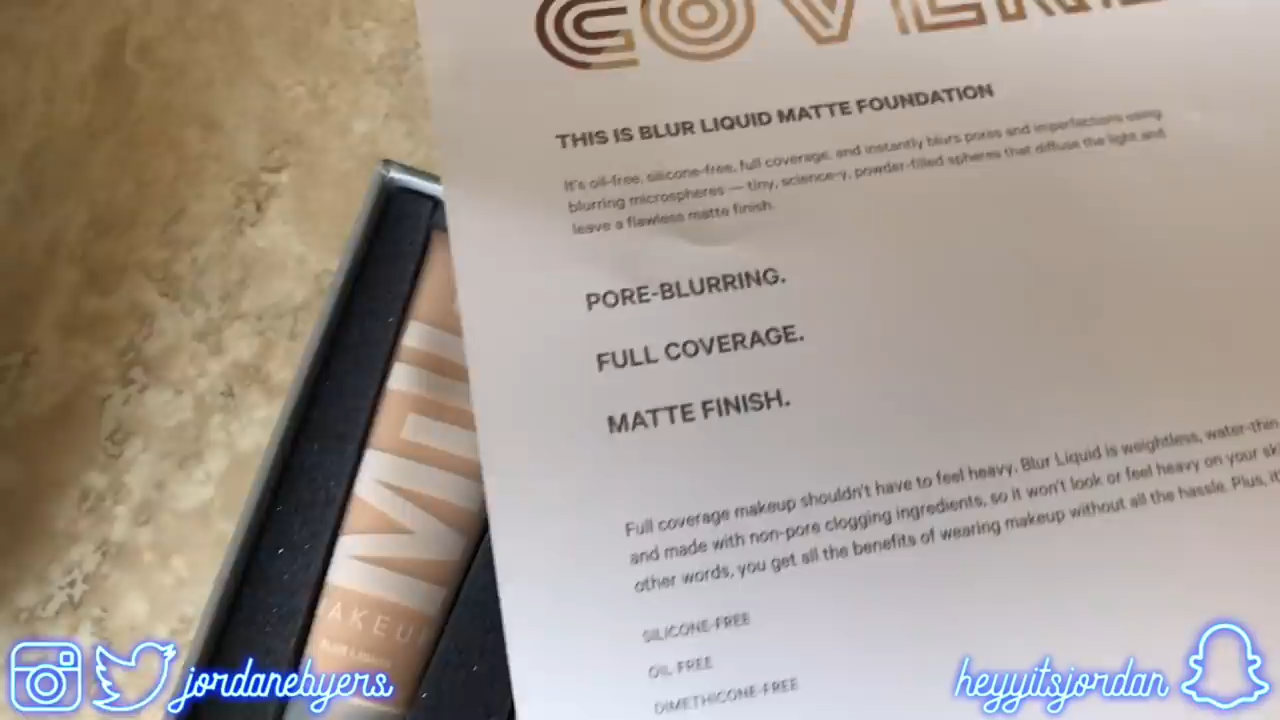 COVER
THIS IS BLUR LIQUID MATTE FOUNDATION
It's oil-free, silicone-free, full coverage, and instantly blurs pores and imperfections using
blurring microspheres — tiny, science-y, powder-filled spheres that diffuse the light and
leave a flawless matte finish.
PORE-BLURRING.
FULL COVERAGE.
MATTE FINISH.
Full coverage makeup shouldn't have to feel heavy. Blur Liquid is weightless, water-thin
and made with non-pore clogging ingredients, so it won't look or feel heavy on your sk
other words, you get all the benefits of wearing makeup without all the hassle. Plus, it
SILICONE-FREE
OIL FREE
DIMETHICONE-FREE
MIL
AKEU
jordanebyers
heyyitsjordan